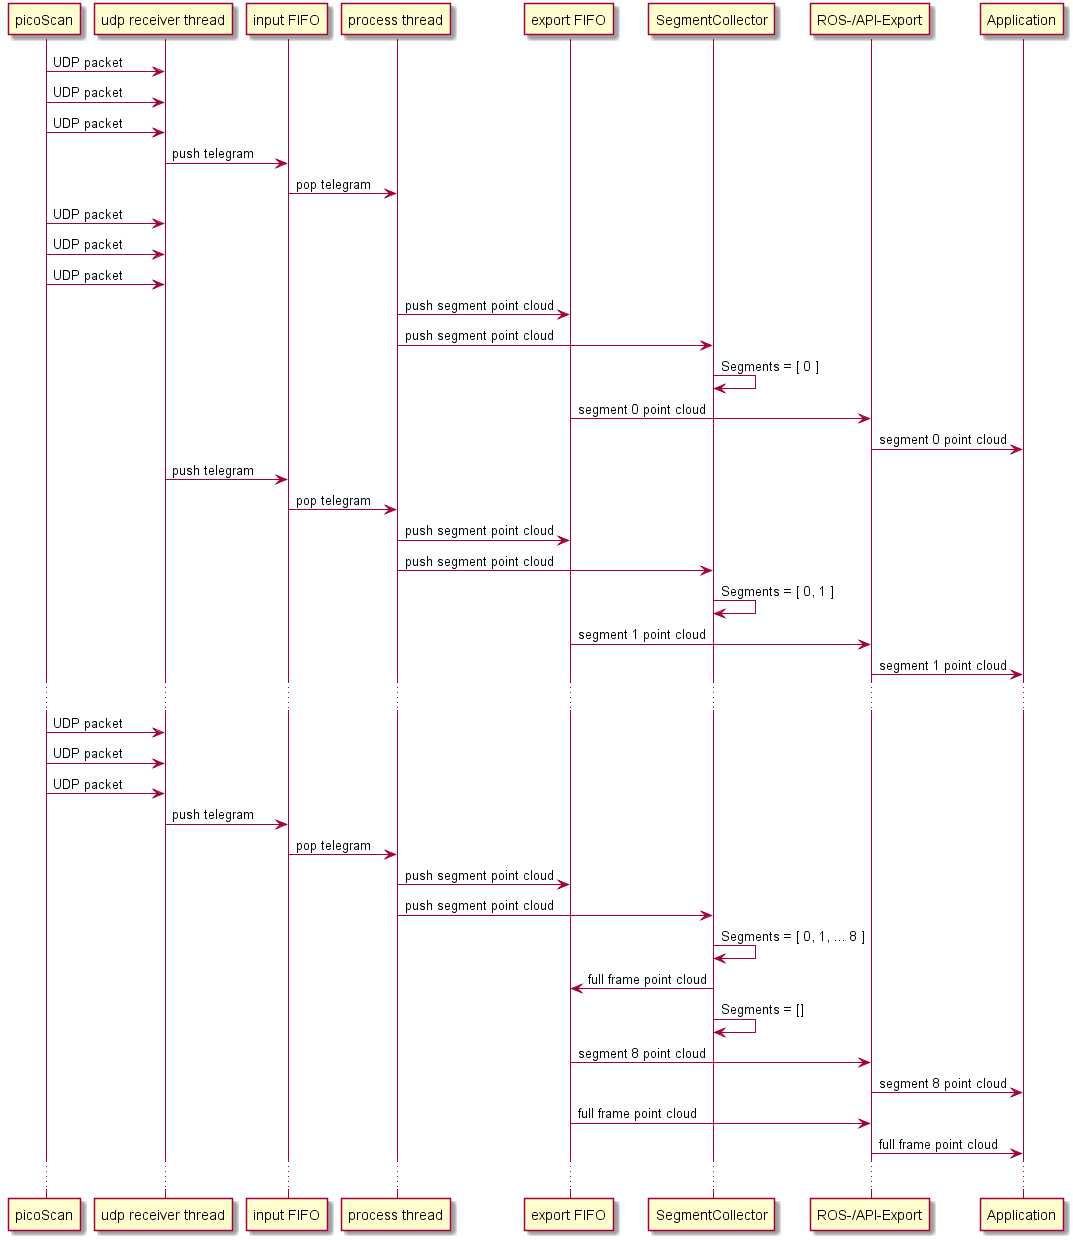 picoScan
udp receiver thread
input FIFO
process thread
export FIFO
SegmentCollector
ROS-/API-Export
Application
UDP packet
UDP packet
UDP packet
push telegram
pop telegram
UDP packet
UDP packet
UDP packet
push segment point cloud
push segment point cloud
Segments = [ 0 ]
segment 0 point cloud
segment 0 point cloud
push telegram
pop telegram
push segment point cloud
push segment point cloud
Segments = [ 0, 1 ]
segment 1 point cloud
segment 1 point cloud
UDP packet
UDP packet
UDP packet
push telegram
pop telegram
push segment point cloud
push segment point cloud
Segments = [ 0, 1, ... 8 ]
full frame point cloud
Segments = []
segment 8 point cloud
segment 8 point cloud
full frame point cloud
full frame point cloud
picoScan
udp receiver thread
input FIFO
process thread
export FIFO
SegmentCollector
ROS-/API-Export
Application